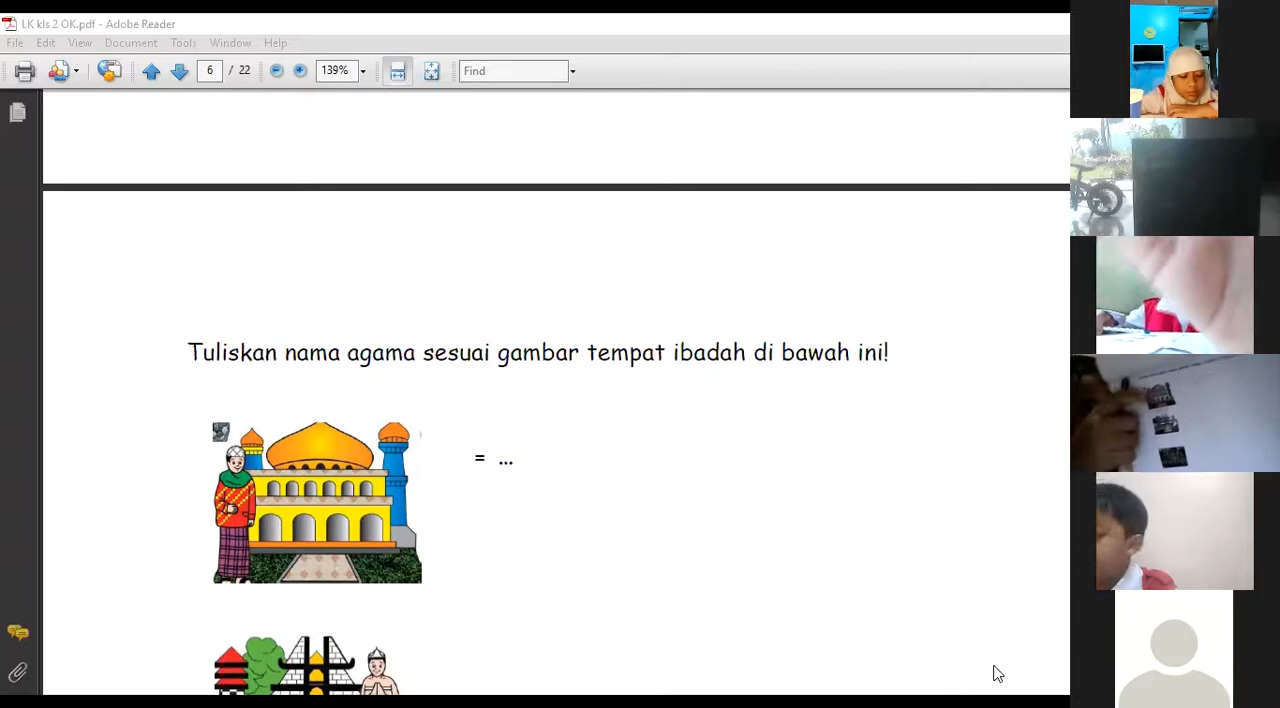 LK kls 2 OK.pdf - Adobe Reader
File Edit View Document Tools Window Help
6 / 22 139% Find
Tuliskan nama agama sesuai gambar tempat ibadah di bawah ini!
= ...